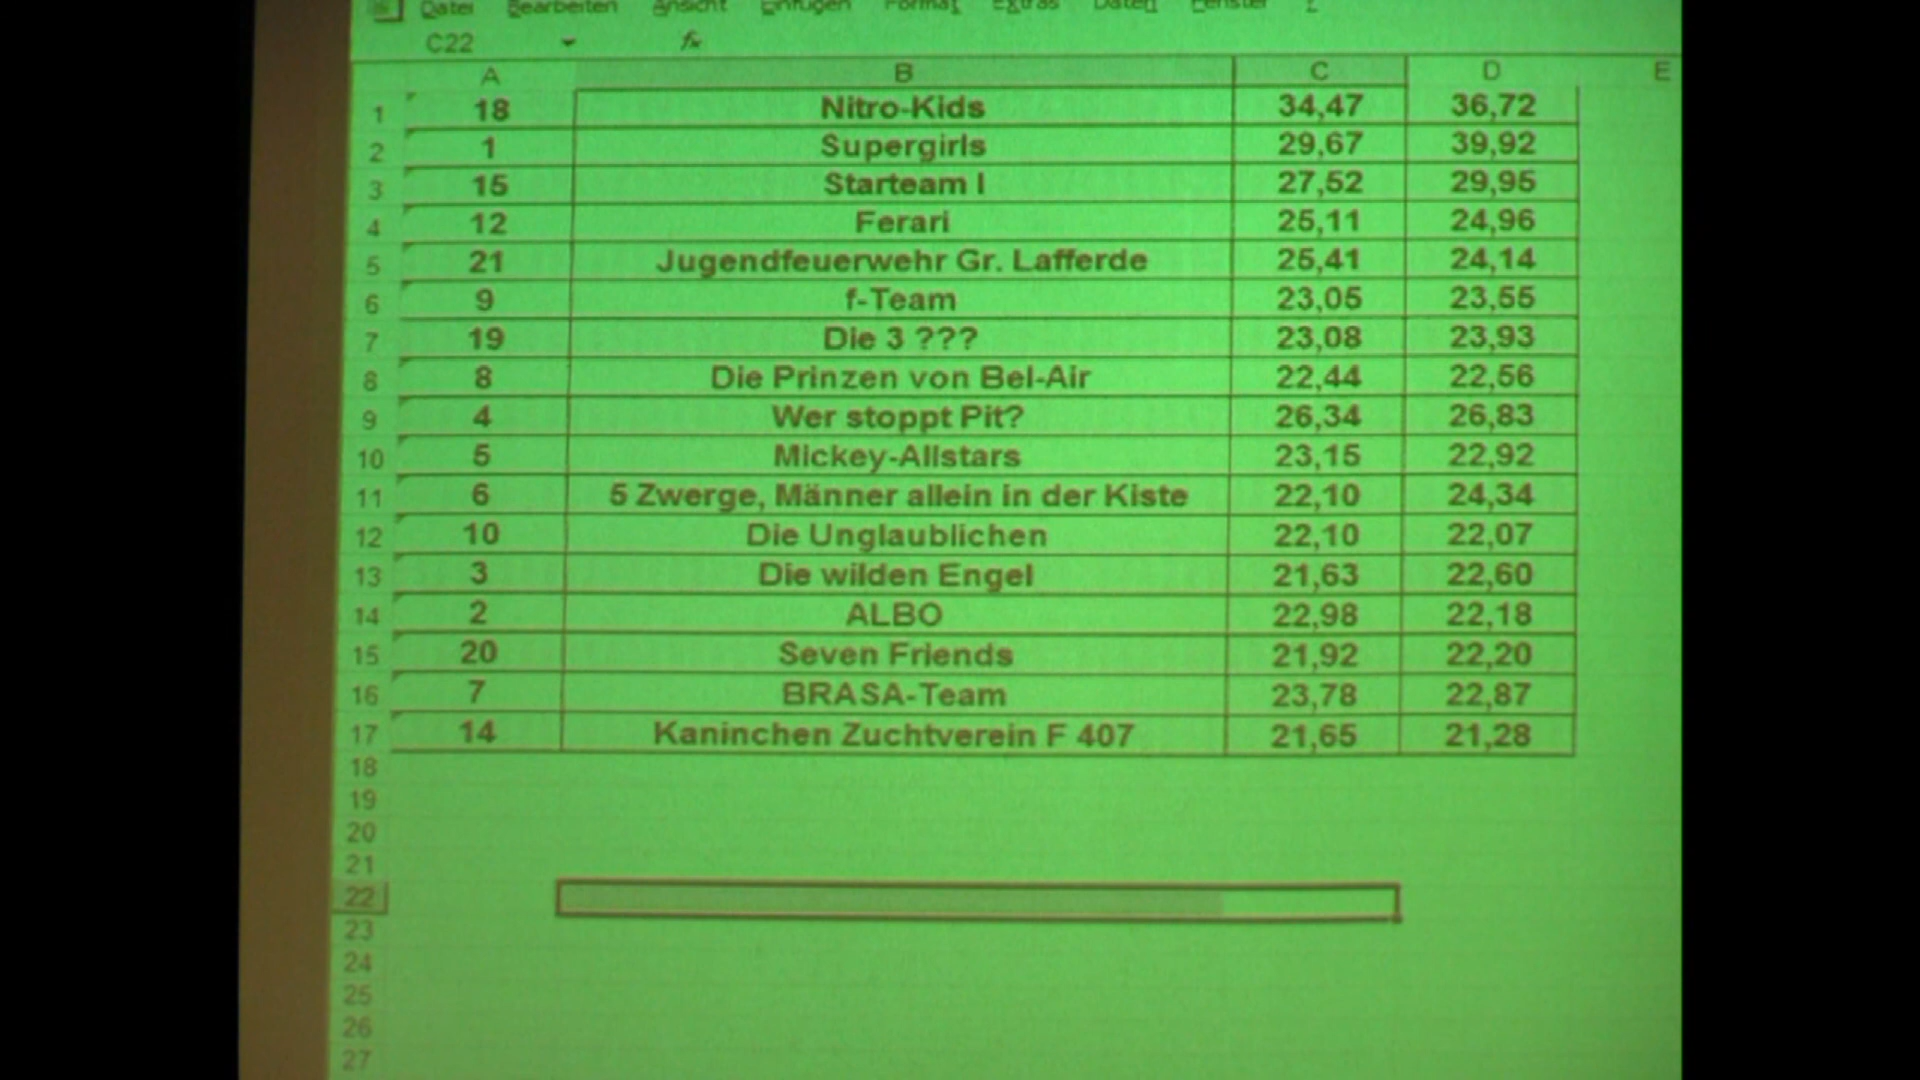 Datei Bearbeiten Ansicht Einfügen Format Extras Daten Fenster ?
C22 fx
A B C D E
1 18 Nitro-Kids 34,47 36,72
2 1 Supergirls 29,67 39,92
3 15 Starteam I 27,52 29,95
4 12 Ferari 25,11 24,96
5 21 Jugendfeuerwehr Gr. Lafferde 25,41 24,14
6 9 f-Team 23,05 23,55
7 19 Die 3 ??? 23,08 23,93
8 8 Die Prinzen von Bel-Air 22,44 22,56
9 4 Wer stoppt Pit? 26,34 26,83
10 5 Mickey-Allstars 23,15 22,92
11 6 5 Zwerge, Männer allein in der Kiste 22,10 24,34
12 10 Die Unglaublichen 22,10 22,07
13 3 Die wilden Engel 21,63 22,60
14 2 ALBO 22,98 22,18
15 20 Seven Friends 21,92 22,20
16 7 BRASA-Team 23,78 22,87
17 14 Kaninchen Zuchtverein F 407 21,65 21,28
18
19
20
21
22
23
24
25
26
27